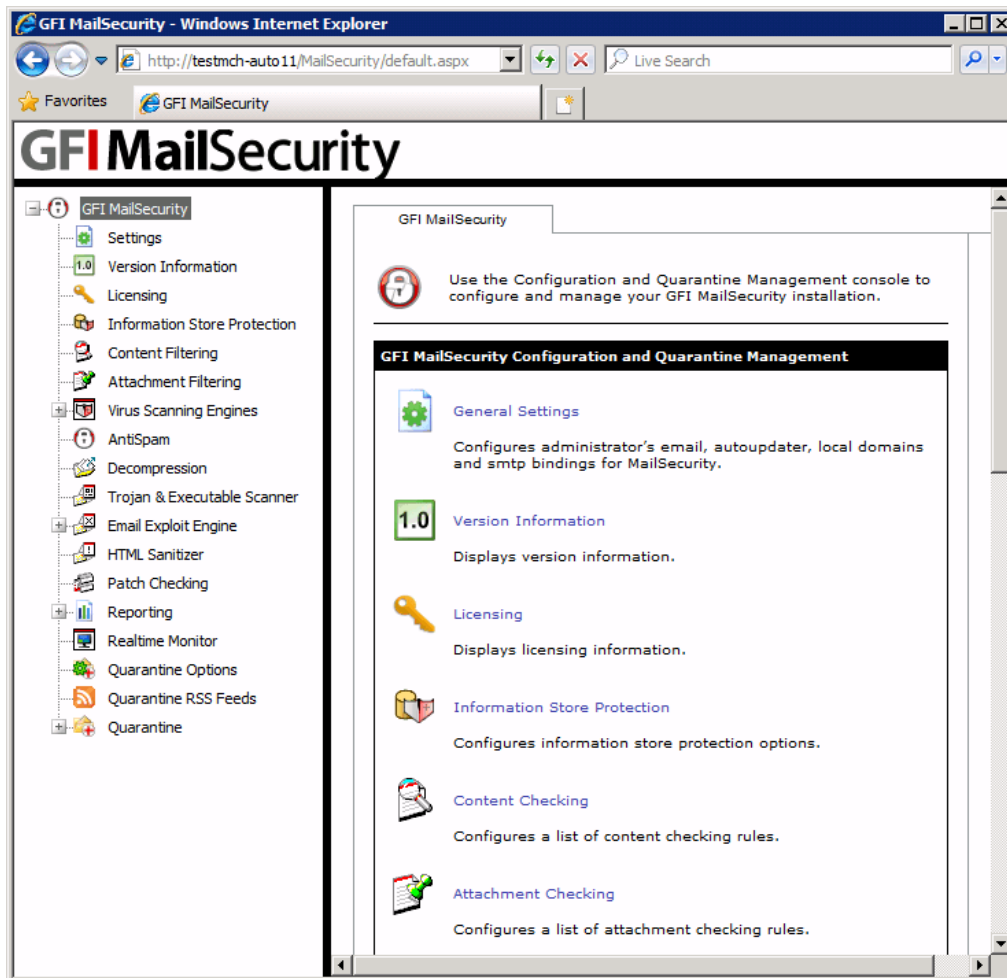 GFI MailSecurity - Windows Internet Explorer
http://testmch-auto11/MailSecurity/default.aspx
Live Search
Favorites
GFI MailSecurity
GFI MailSecurity
GFI MailSecurity
Settings
1.0
Version Information
Licensing
Information Store Protection
Content Filtering
Attachment Filtering
Virus Scanning Engines
AntiSpam
Decompression
Trojan & Executable Scanner
Email Exploit Engine
HTML Sanitizer
Patch Checking
Reporting
Realtime Monitor
Quarantine Options
Quarantine RSS Feeds
Quarantine
GFI MailSecurity
Use the Configuration and Quarantine Management console to
configure and manage your GFI MailSecurity installation.
GFI MailSecurity Configuration and Quarantine Management
General Settings
Configures administrator's email, autoupdater, local domains
and smtp bindings for MailSecurity.
1.0
Version Information
Displays version information.
Licensing
Displays licensing information.
Information Store Protection
Configures information store protection options.
Content Checking
Configures a list of content checking rules.
Attachment Checking
Configures a list of attachment checking rules.